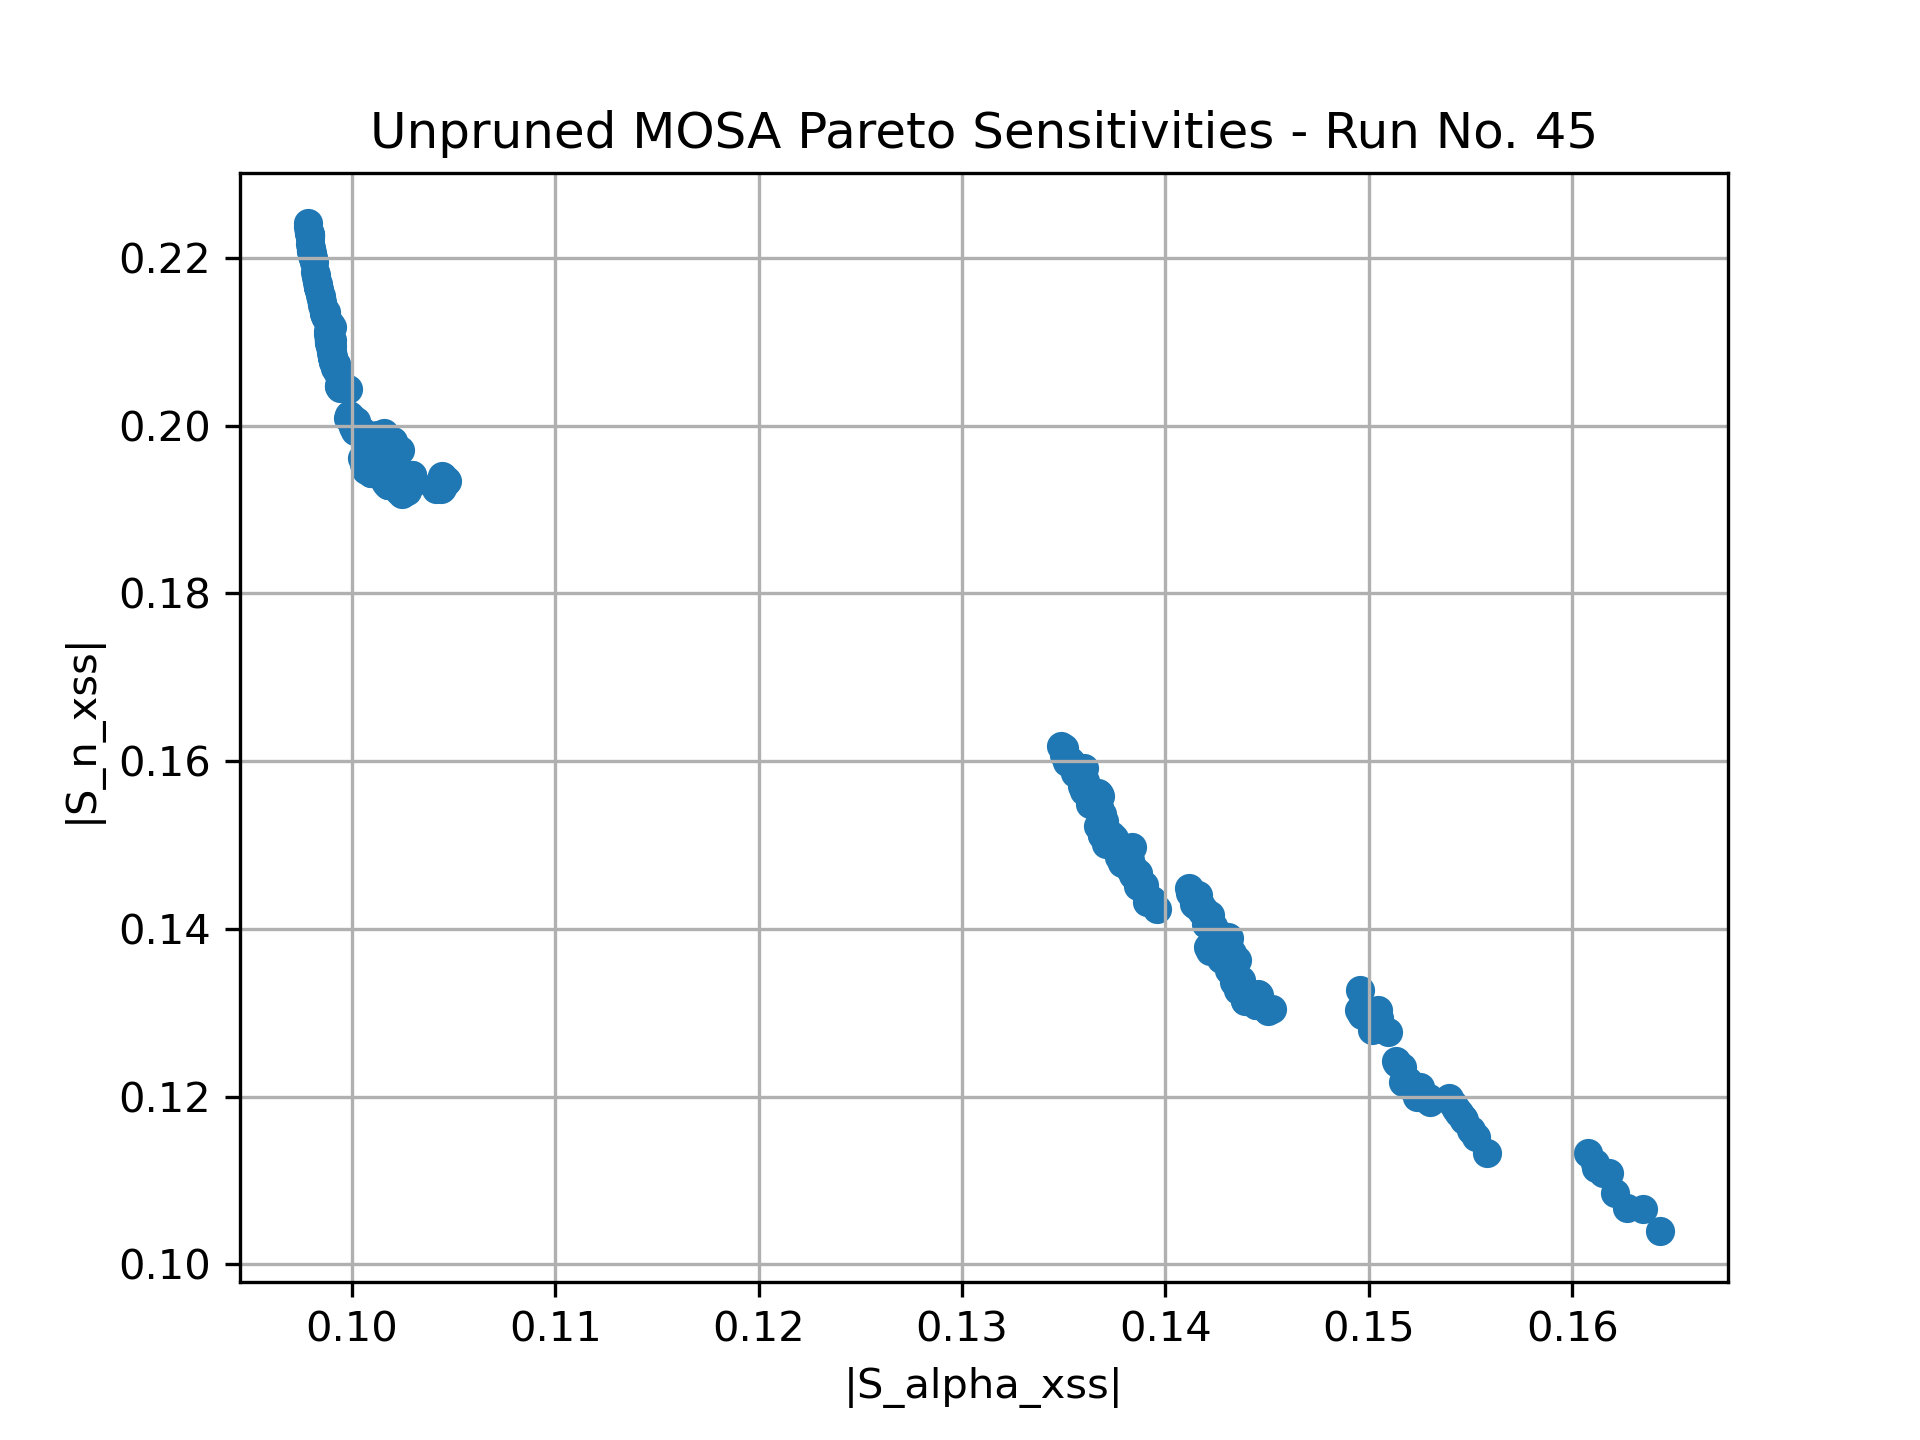 Unpruned MOSA Pareto Sensitivities - Run No. 45
|S_n_xss|
0.22
0.20
0.18
0.16
0.14
0.12
0.10
0.10 0.11 0.12 0.13 0.14 0.15 0.16
|S_alpha_xss|